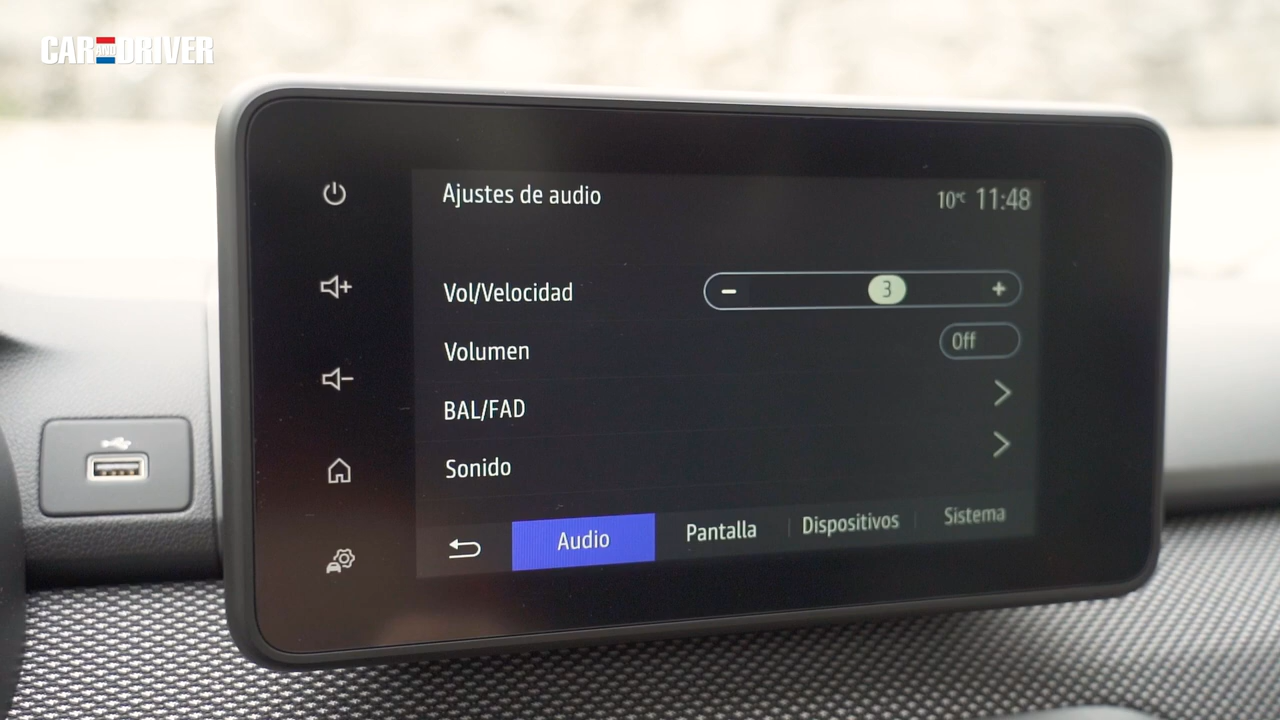 CAR AND DRIVER
Ajustes de audio
10°C 11:48
Vol/Velocidad
− 3 +
Volumen
Off
BAL/FAD
Sonido
Audio
Pantalla
Dispositivos
Sistema